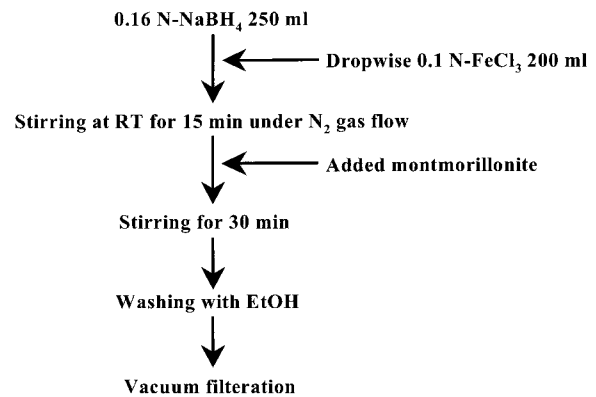 0.16 N-NaBH₄ 250 ml
Dropwise 0.1 N-FeCl₃ 200 ml
Stirring at RT for 15 min under N₂ gas flow
Added montmorillonite
Stirring for 30 min
Washing with EtOH
Vacuum filteration